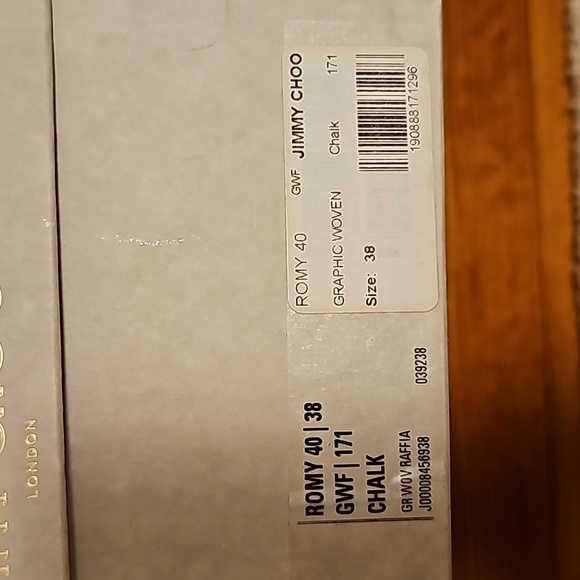 LONDON
ROMY 40 GWF JIMMY CHOO
GRAPHIC WOVEN Chalk 171
Size: 38
190888171296
ROMY 40 | 38
GWF | 171
CHALK
GR WOV RAFFIA
J00008456938
039238